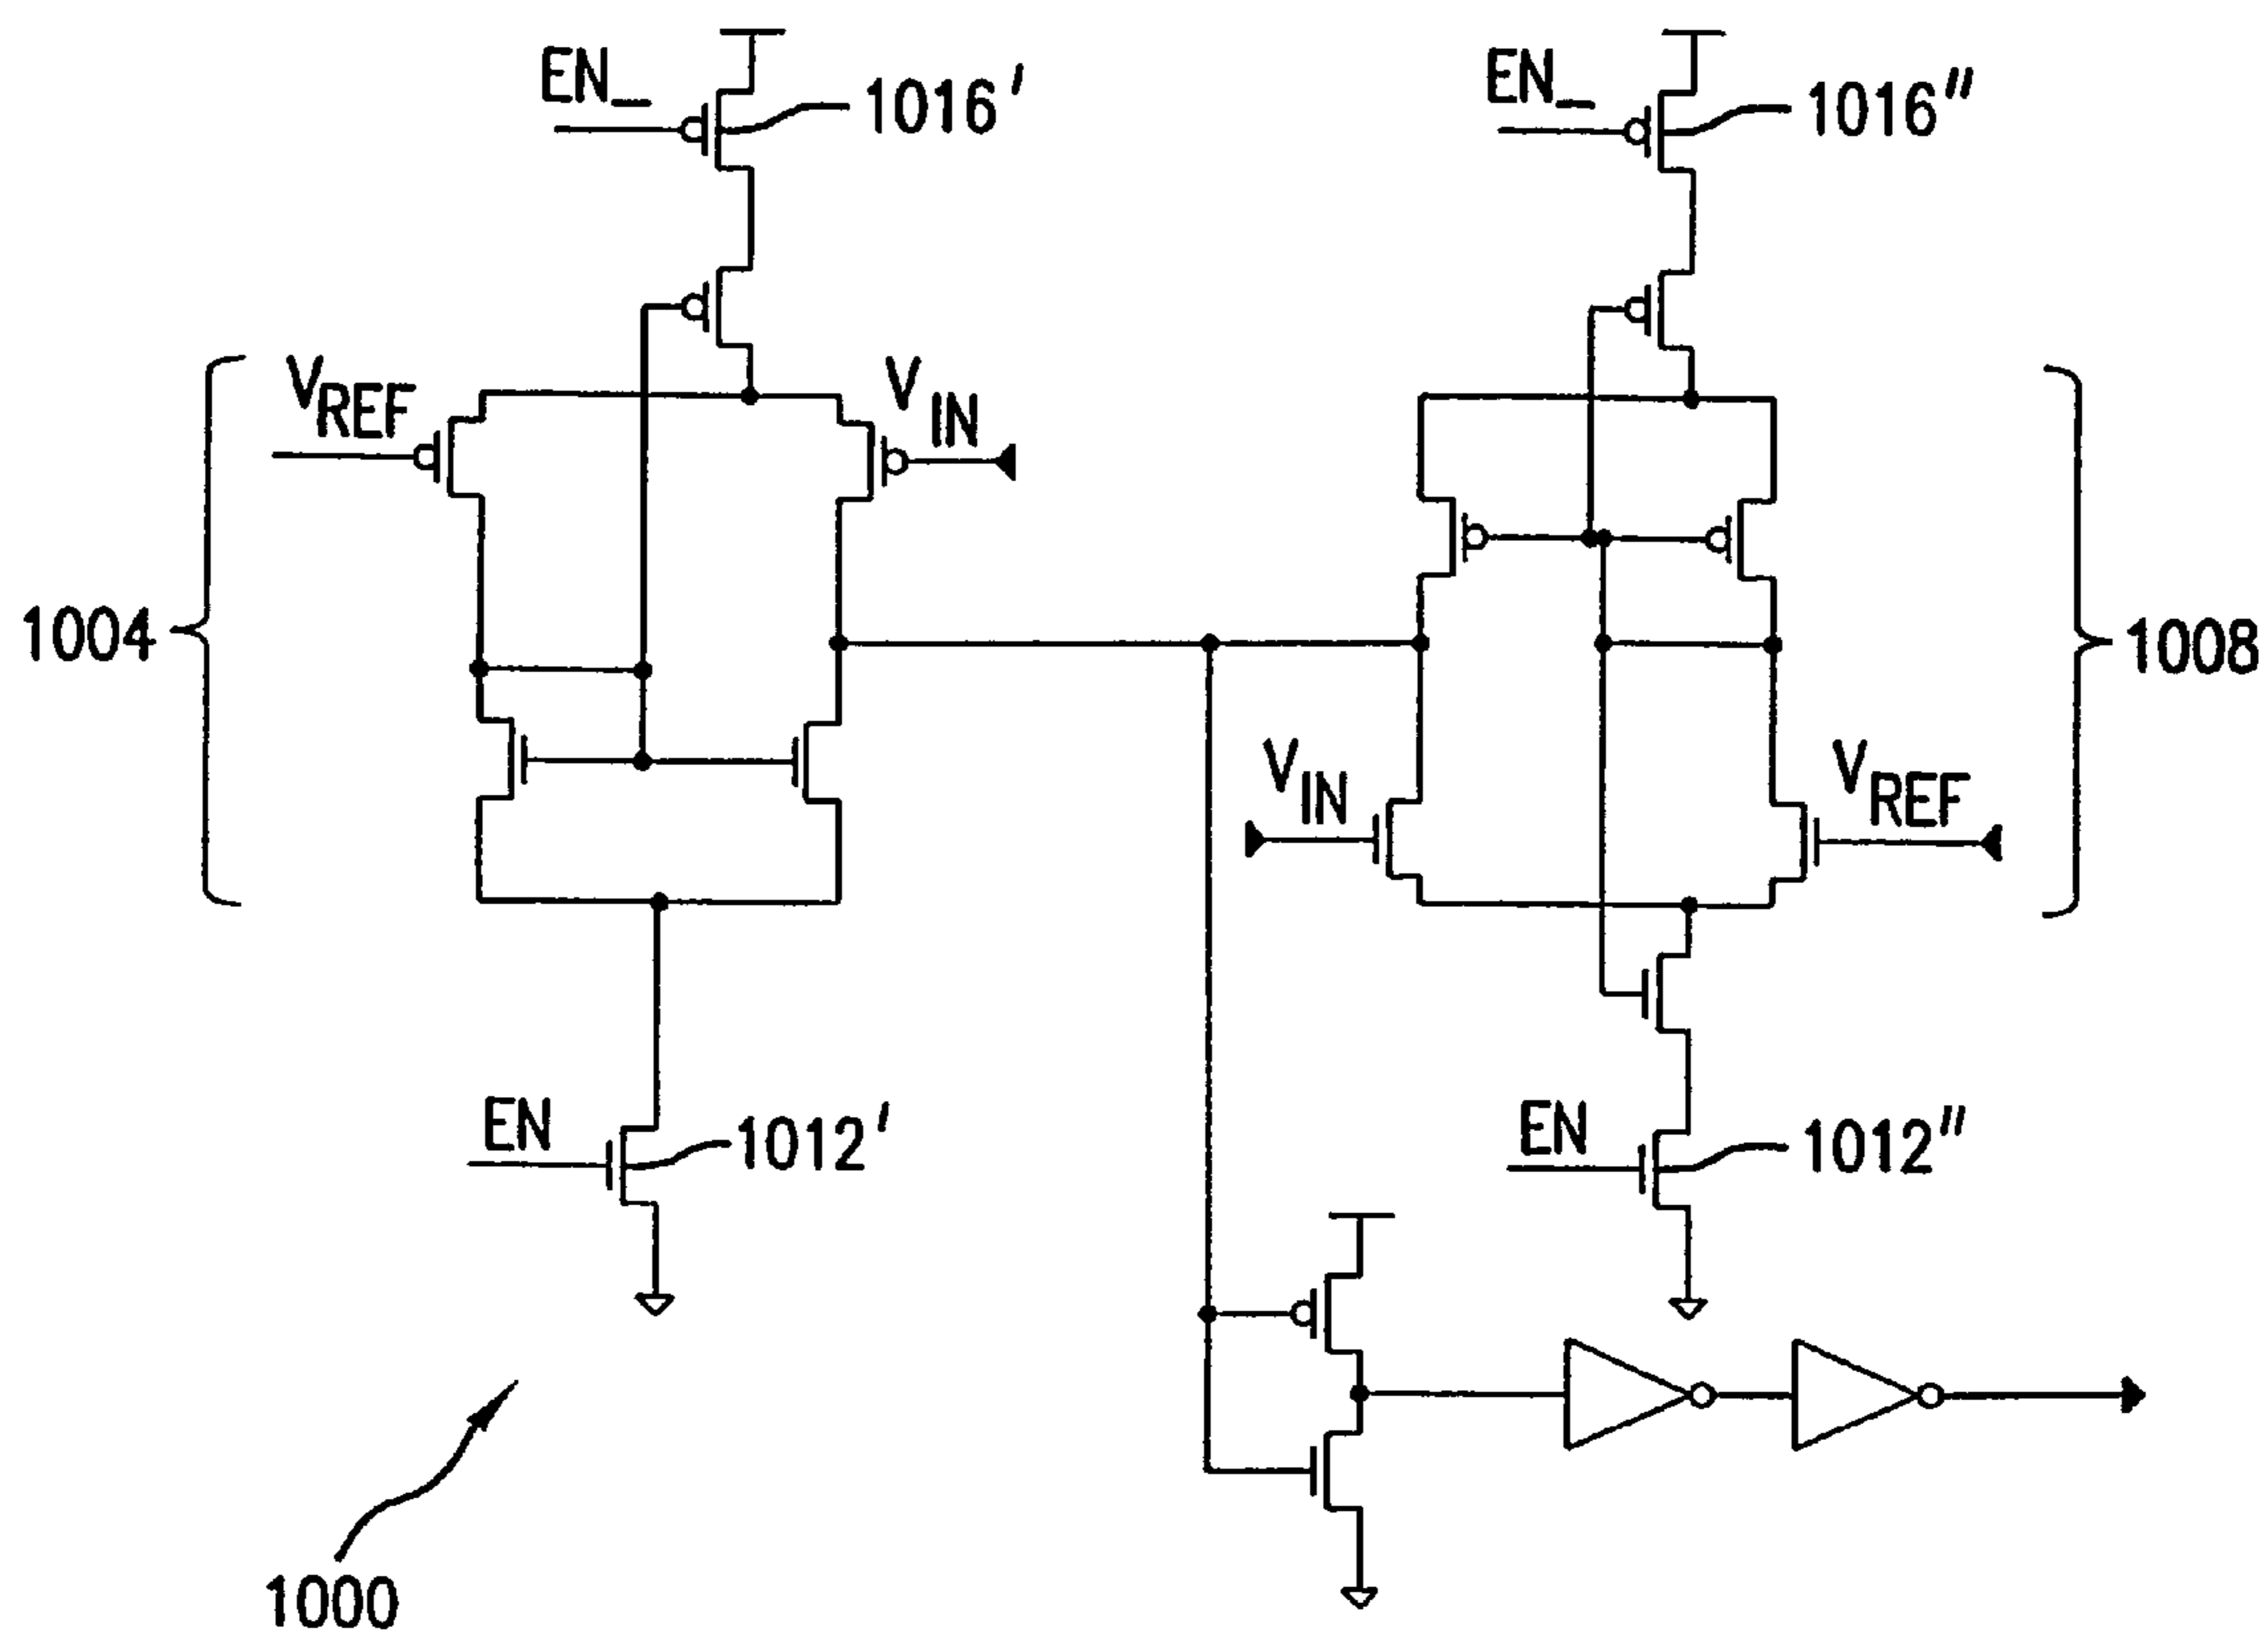 EN_
1016'
EN_
1016"
VREF
VIN
1004
1008
VIN
VREF
EN
1012'
EN
1012"
1000